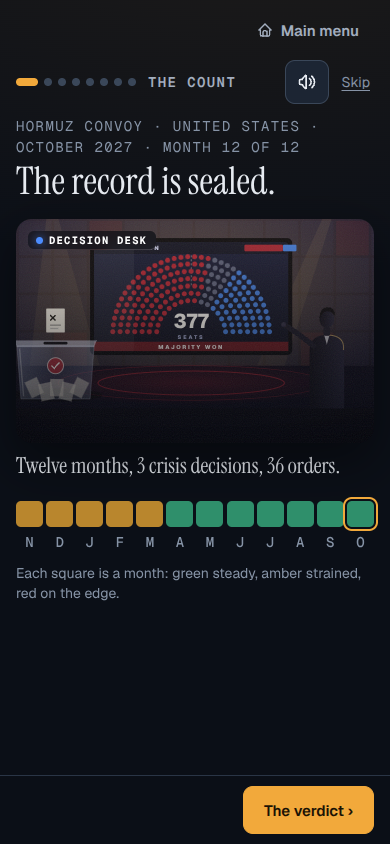 Main menu
THE COUNT
Skip
HORMUZ CONVOY · UNITED STATES ·
OCTOBER 2027 · MONTH 12 OF 12
The record is sealed.
DECISION DESK
377
SEATS
MAJORITY WON
Twelve months, 3 crisis decisions, 36 orders.
N D J F M A M J J A S O
Each square is a month: green steady, amber strained,
red on the edge.
The verdict ›